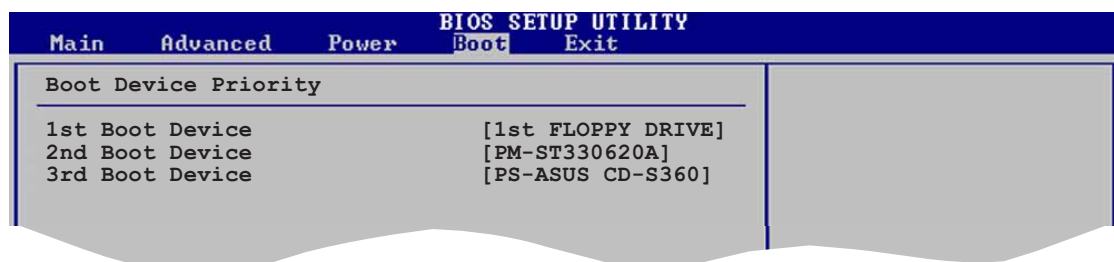 BIOS SETUP UTILITY
Main Advanced Power Boot Exit
Boot Device Priority
1st Boot Device [1st FLOPPY DRIVE]
2nd Boot Device [PM-ST330620A]
3rd Boot Device [PS-ASUS CD-S360]